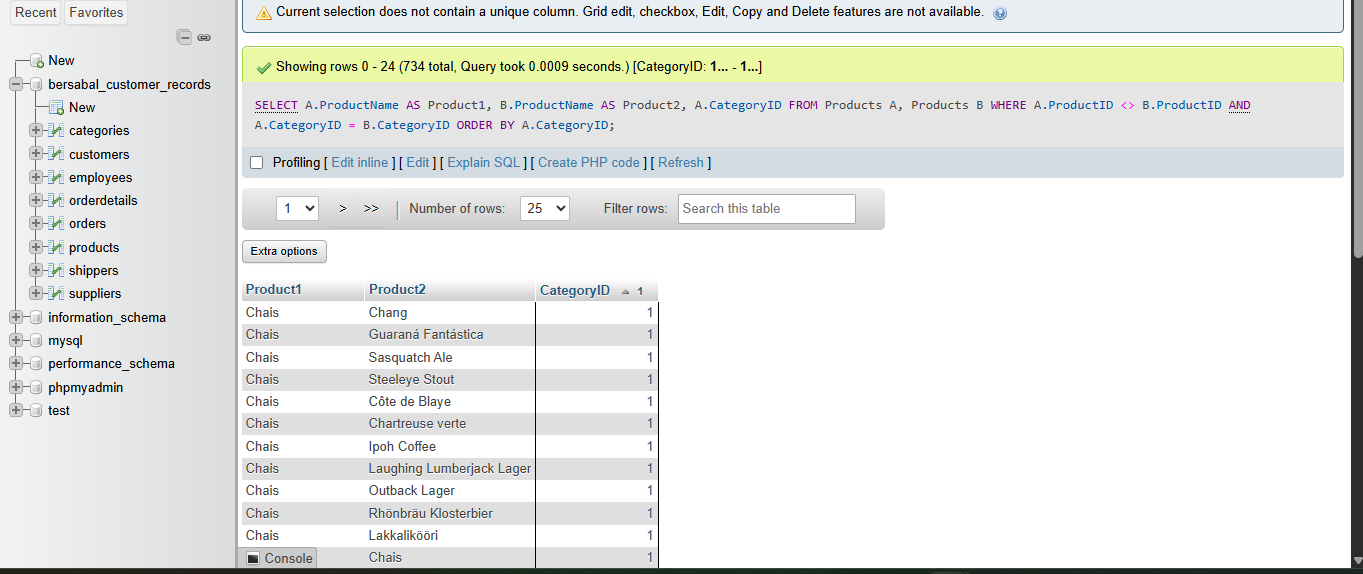 Recent Favorites
New
bersabal_customer_records
New
categories
customers
employees
orderdetails
orders
products
shippers
suppliers
information_schema
mysql
performance_schema
phpmyadmin
test
Current selection does not contain a unique column. Grid edit, checkbox, Edit, Copy and Delete features are not available.
Showing rows 0 - 24 (734 total, Query took 0.0009 seconds.) [CategoryID: 1... - 1...]
SELECT A.ProductName AS Product1, B.ProductName AS Product2, A.CategoryID FROM Products A, Products B WHERE A.ProductID <> B.ProductID AND
A.CategoryID = B.CategoryID ORDER BY A.CategoryID;
Profiling [ Edit inline ] [ Edit ] [ Explain SQL ] [ Create PHP code ] [ Refresh ]
1 > >> | Number of rows: 25 Filter rows: Search this table
Extra options
Product1 Product2 CategoryID 1
Chais Chang 1
Chais Guaraná Fantástica 1
Chais Sasquatch Ale 1
Chais Steeleye Stout 1
Chais Côte de Blaye 1
Chais Chartreuse verte 1
Chais Ipoh Coffee 1
Chais Laughing Lumberjack Lager 1
Chais Outback Lager 1
Chais Rhönbräu Klosterbier 1
Chais Lakkalikööri 1
Console Chais 1